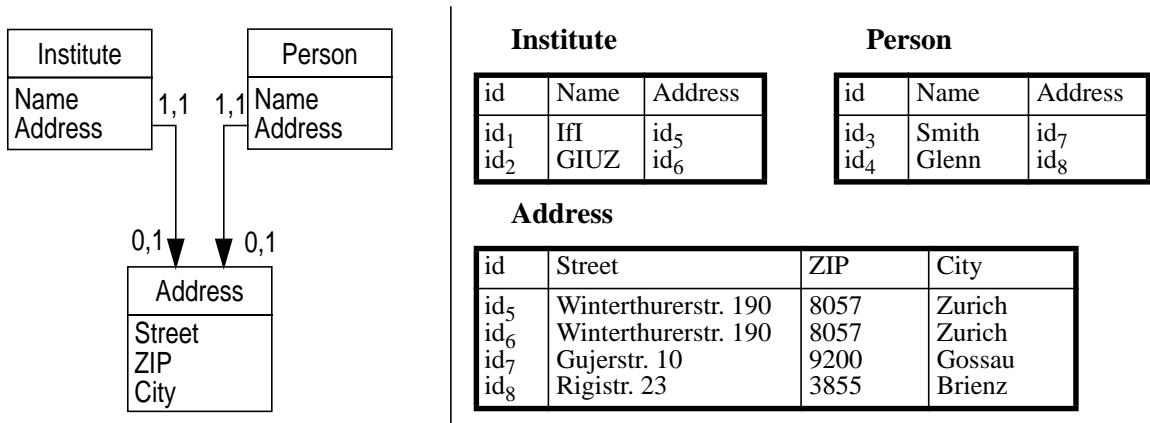 Institute
Name
Address
Person
Name
Address
1,1
1,1
0,1
0,1
Address
Street
ZIP
City
Institute
id Name Address
id₁ IfI id₅
id₂ GIUZ id₆
Person
id Name Address
id₃ Smith id₇
id₄ Glenn id₈
Address
id Street ZIP City
id₅ Winterthurerstr. 190 8057 Zurich
id₆ Winterthurerstr. 190 8057 Zurich
id₇ Gujerstr. 10 9200 Gossau
id₈ Rigistr. 23 3855 Brienz